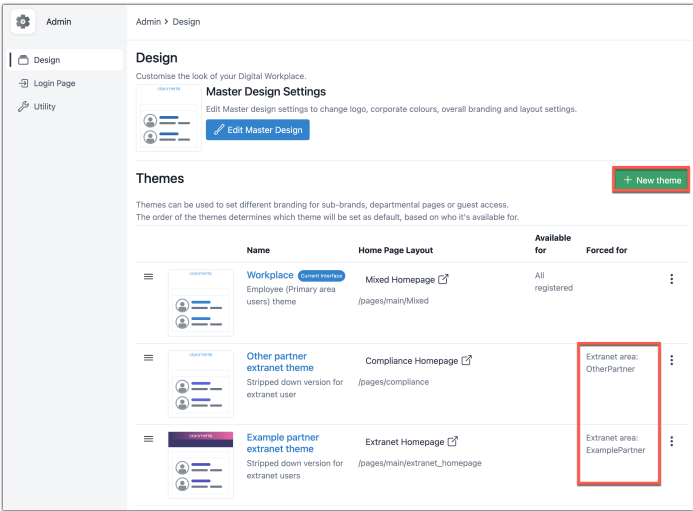 Admin
Admin > Design
Design
Login Page
Utility
Design
Customise the look of your Digital Workplace.
claromentis
Master Design Settings
Edit Master design settings to change logo, corporate colours, overall branding and layout settings.
Edit Master Design
Themes
+ New theme
Themes can be used to set different branding for sub-brands, departmental pages or guest access.
The order of the themes determines which theme will be set as default, based on who it's available for.
Name
Home Page Layout
Available
for
Forced for
claromentis
Workplace Current Interface
Employee (Primary area
users) theme
Mixed Homepage
/pages/main/Mixed
All
registered
claromentis
Other partner
extranet theme
Stripped down version for
extranet user
Compliance Homepage
/pages/compliance
Extranet area:
OtherPartner
claromentis
Example partner
extranet theme
Stripped down version for
extranet users
Extranet Homepage
/pages/main/extranet_homepage
Extranet area:
ExamplePartner